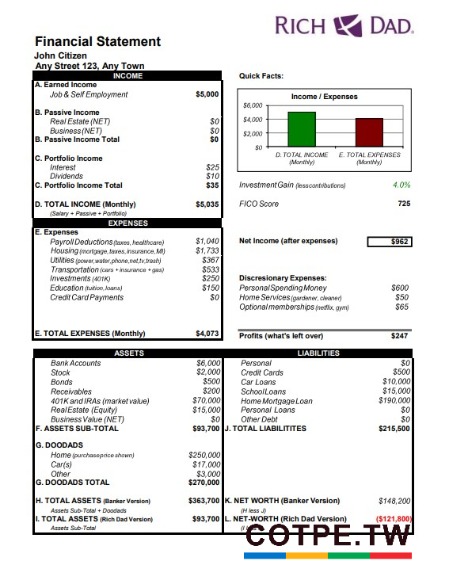 RICH DAD.
Financial Statement
John Citizen
Any Street 123, Any Town
INCOME
A. Earned Income
Job & Self Employment $5,000
B. Passive Income
Real Estate (NET) $0
Business (NET) $0
B. Passive Income Total $0
C. Portfolio Income
Interest $25
Dividends $10
C. Portfolio Income Total $35
D. TOTAL INCOME (Monthly) $5,035
(Salary + Passive + Portfolio)
EXPENSES
E. Expenses
Payroll Deductions (taxes, healthcare) $1,040
Housing (mortgage, taxes, insurance, MI) $1,733
Utilities (power, water, phone, net, tv, trash) $367
Transportation (cars + insurance + gas) $533
Investments (401K) $250
Education (tuition, loans) $150
Credit Card Payments $0
E. TOTAL EXPENSES (Monthly) $4,073
Quick Facts:
Income / Expenses
$6,000
$4,000
$2,000
$0
D. TOTAL INCOME E. TOTAL EXPENSES
(Monthly) (Monthly)
Investment Gain (less contributions) 4.0%
FICO Score 725
Net Income (after expenses) $962
Discresionary Expenses:
Personal Spending Money $600
Home Services (gardener, cleaner) $50
Optional memberships (netflix, gym) $65
Profits (what's left over) $247
ASSETS LIABILITIES
Bank Accounts $6,000 Personal $0
Stock $2,000 Credit Cards $500
Bonds $500 Car Loans $10,000
Receivables $200 School Loans $15,000
401K and IRAs (market value) $70,000 Home Mortgage Loan $190,000
Real Estate (Equity) $15,000 Personal Loans $0
Business Value (NET) $0 Other Debt $0
F. ASSETS SUB-TOTAL $93,700 J. TOTAL LIABILITITES $215,500
G. DOODADS
Home (purchase price shown) $250,000
Car(s) $17,000
Other $3,000
G. DOODADS TOTAL $270,000
H. TOTAL ASSETS (Banker Version) $363,700 K. NET WORTH (Banker Version) $148,200
Assets Sub-Total + Doodads (H less J)
I. TOTAL ASSETS (Rich Dad Version) $93,700 L. NET-WORTH (Rich Dad Version) ($121,800)
Assets Sub-Total
COTPE.TW